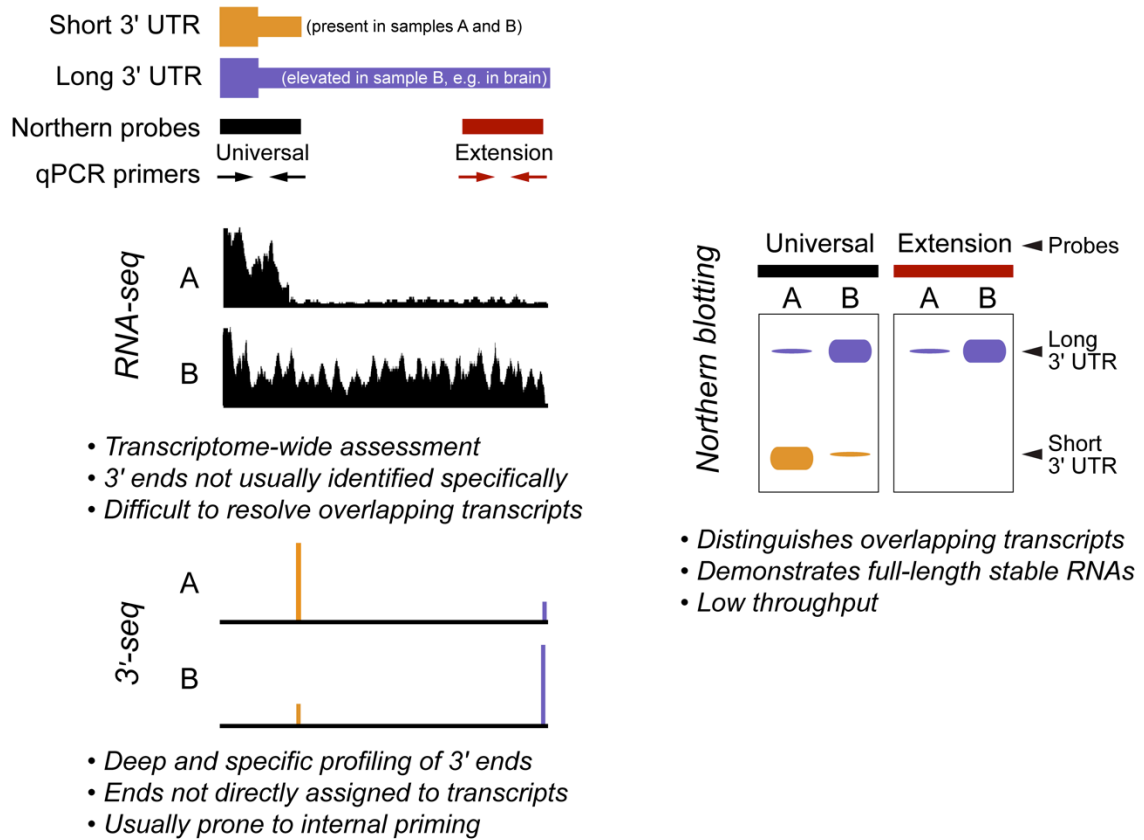 Short 3' UTR (present in samples A and B)
Long 3' UTR (elevated in sample B, e.g. in brain)
Northern probes
Universal Extension
qPCR primers
RNA-seq
A
B
• Transcriptome-wide assessment
• 3' ends not usually identified specifically
• Difficult to resolve overlapping transcripts
3'-seq
A
B
• Deep and specific profiling of 3' ends
• Ends not directly assigned to transcripts
• Usually prone to internal priming
Northern blotting
Universal Extension Probes
A B A B
Long
3' UTR
Short
3' UTR
• Distinguishes overlapping transcripts
• Demonstrates full-length stable RNAs
• Low throughput